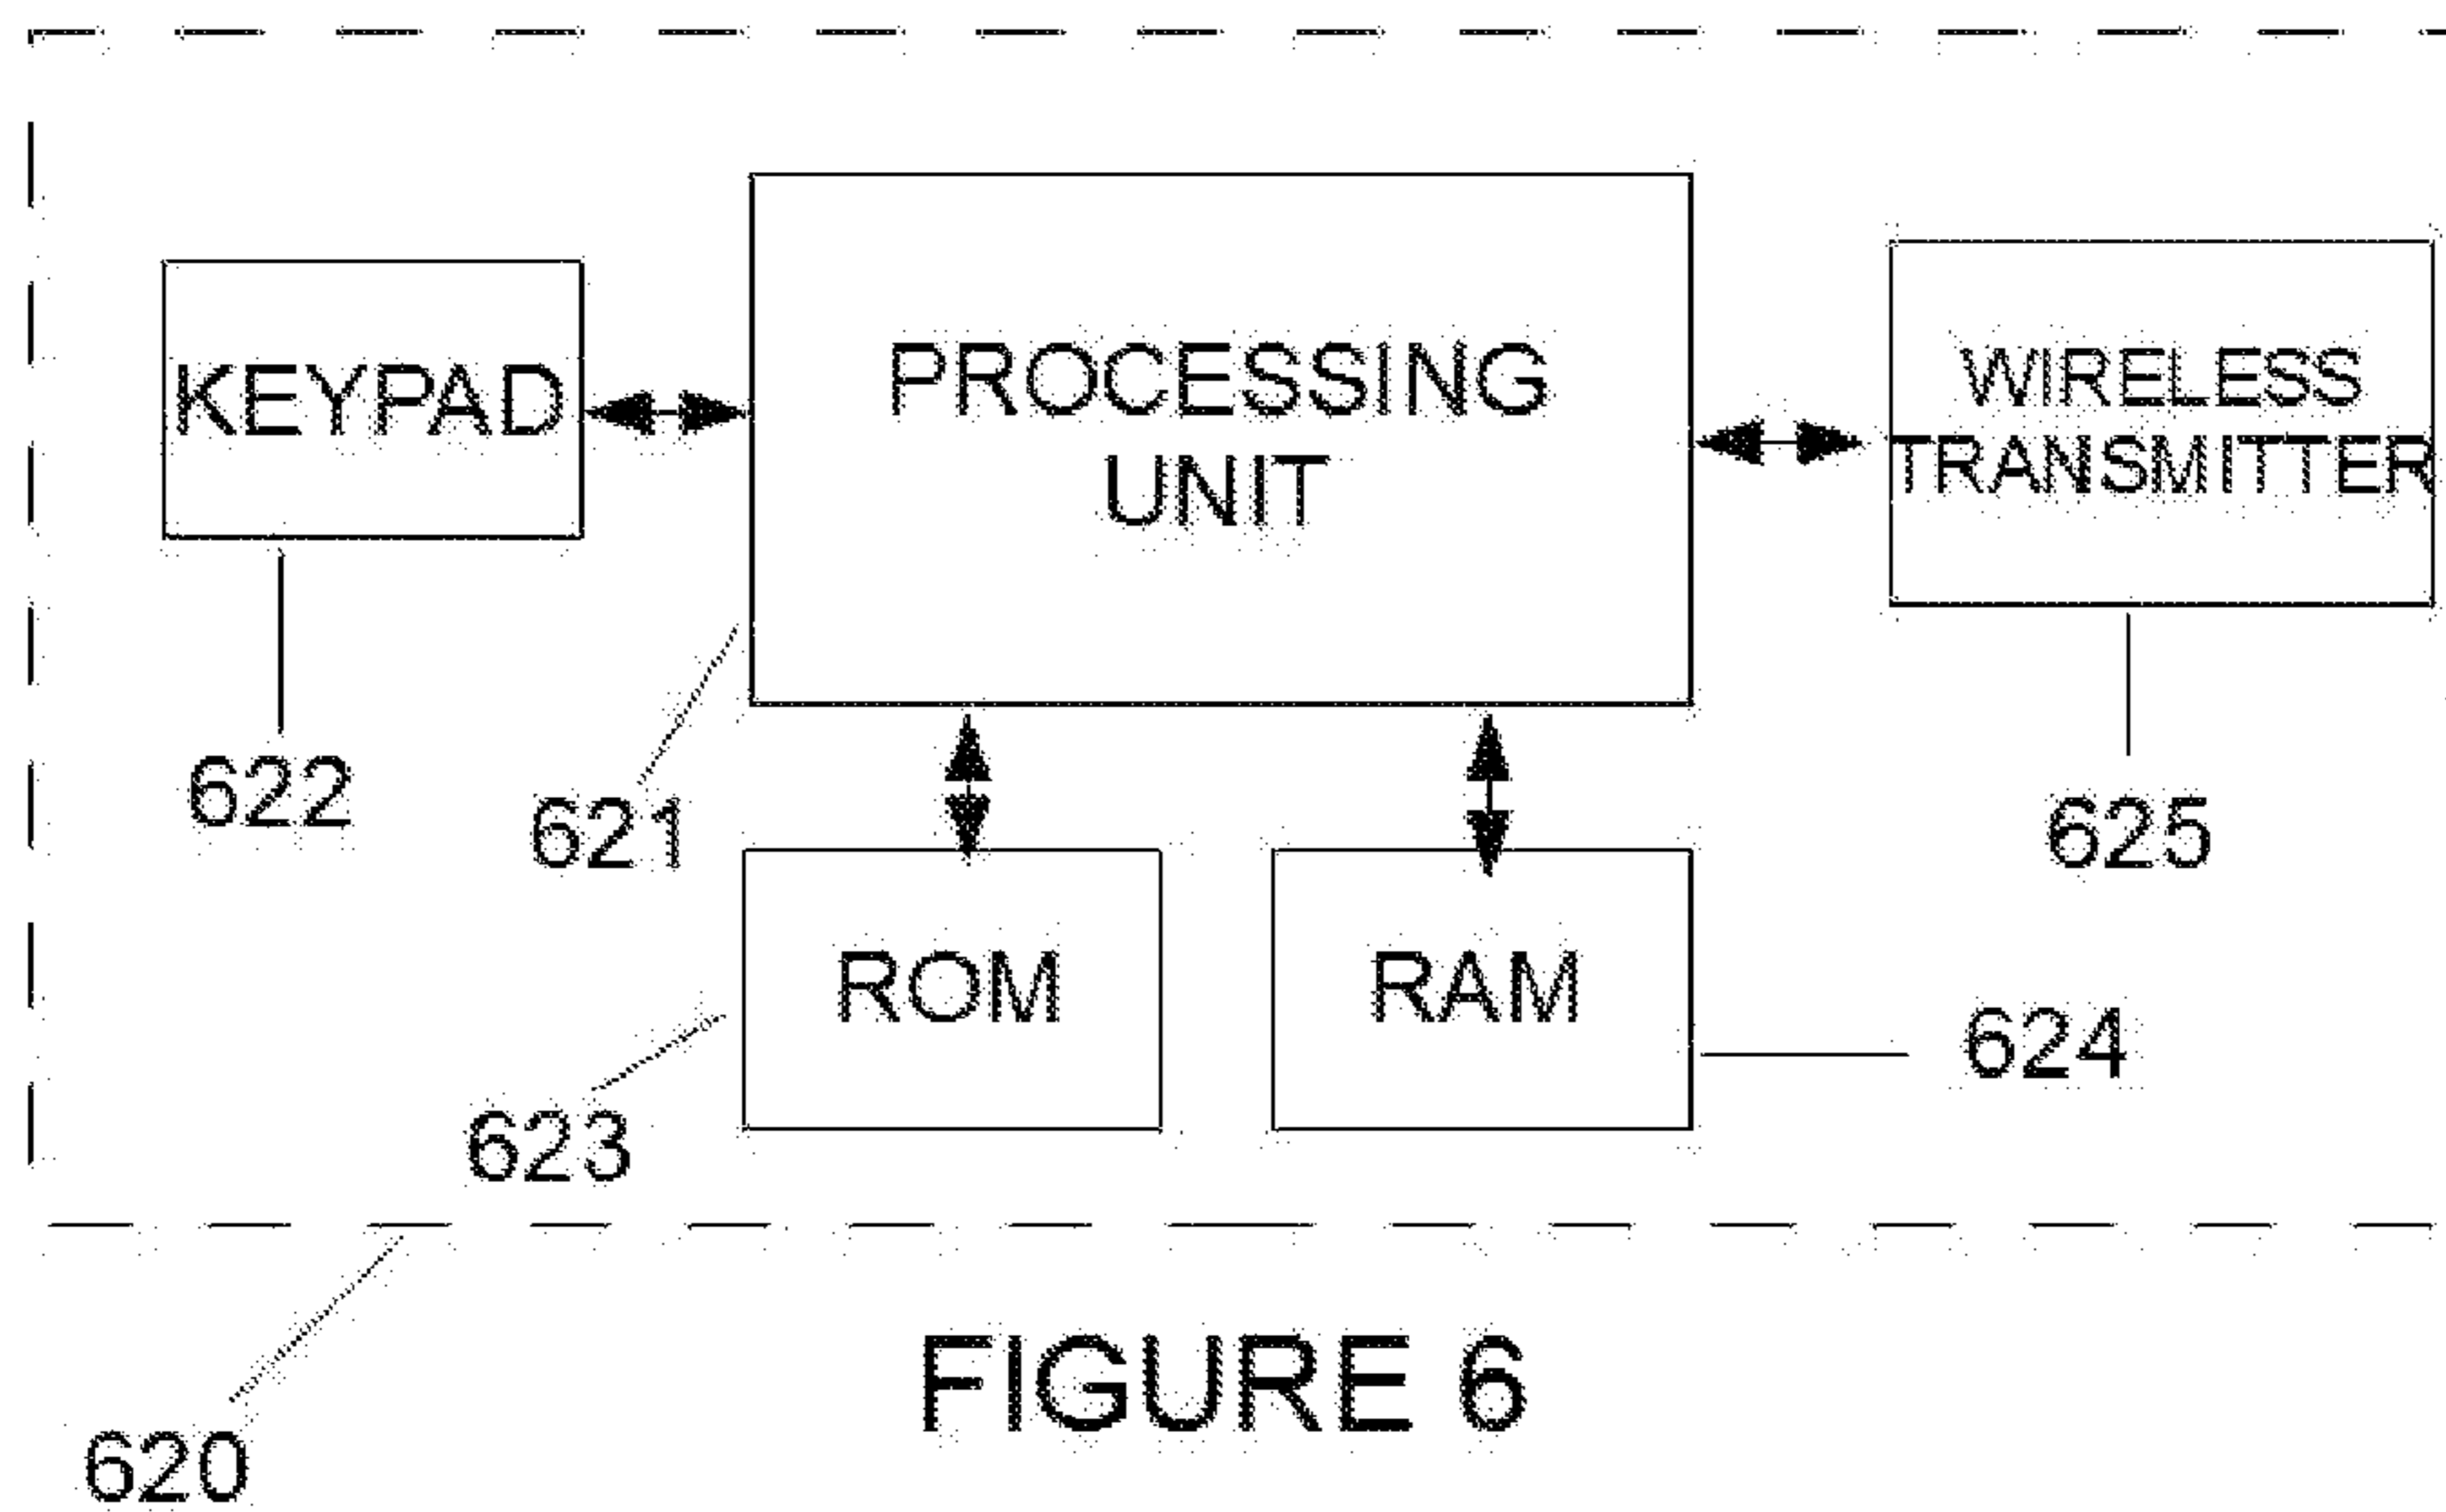 KEYPAD
PROCESSING
UNIT
WIRELESS
TRANSMITTER
622
621
625
ROM
RAM
624
623
FIGURE 6
620